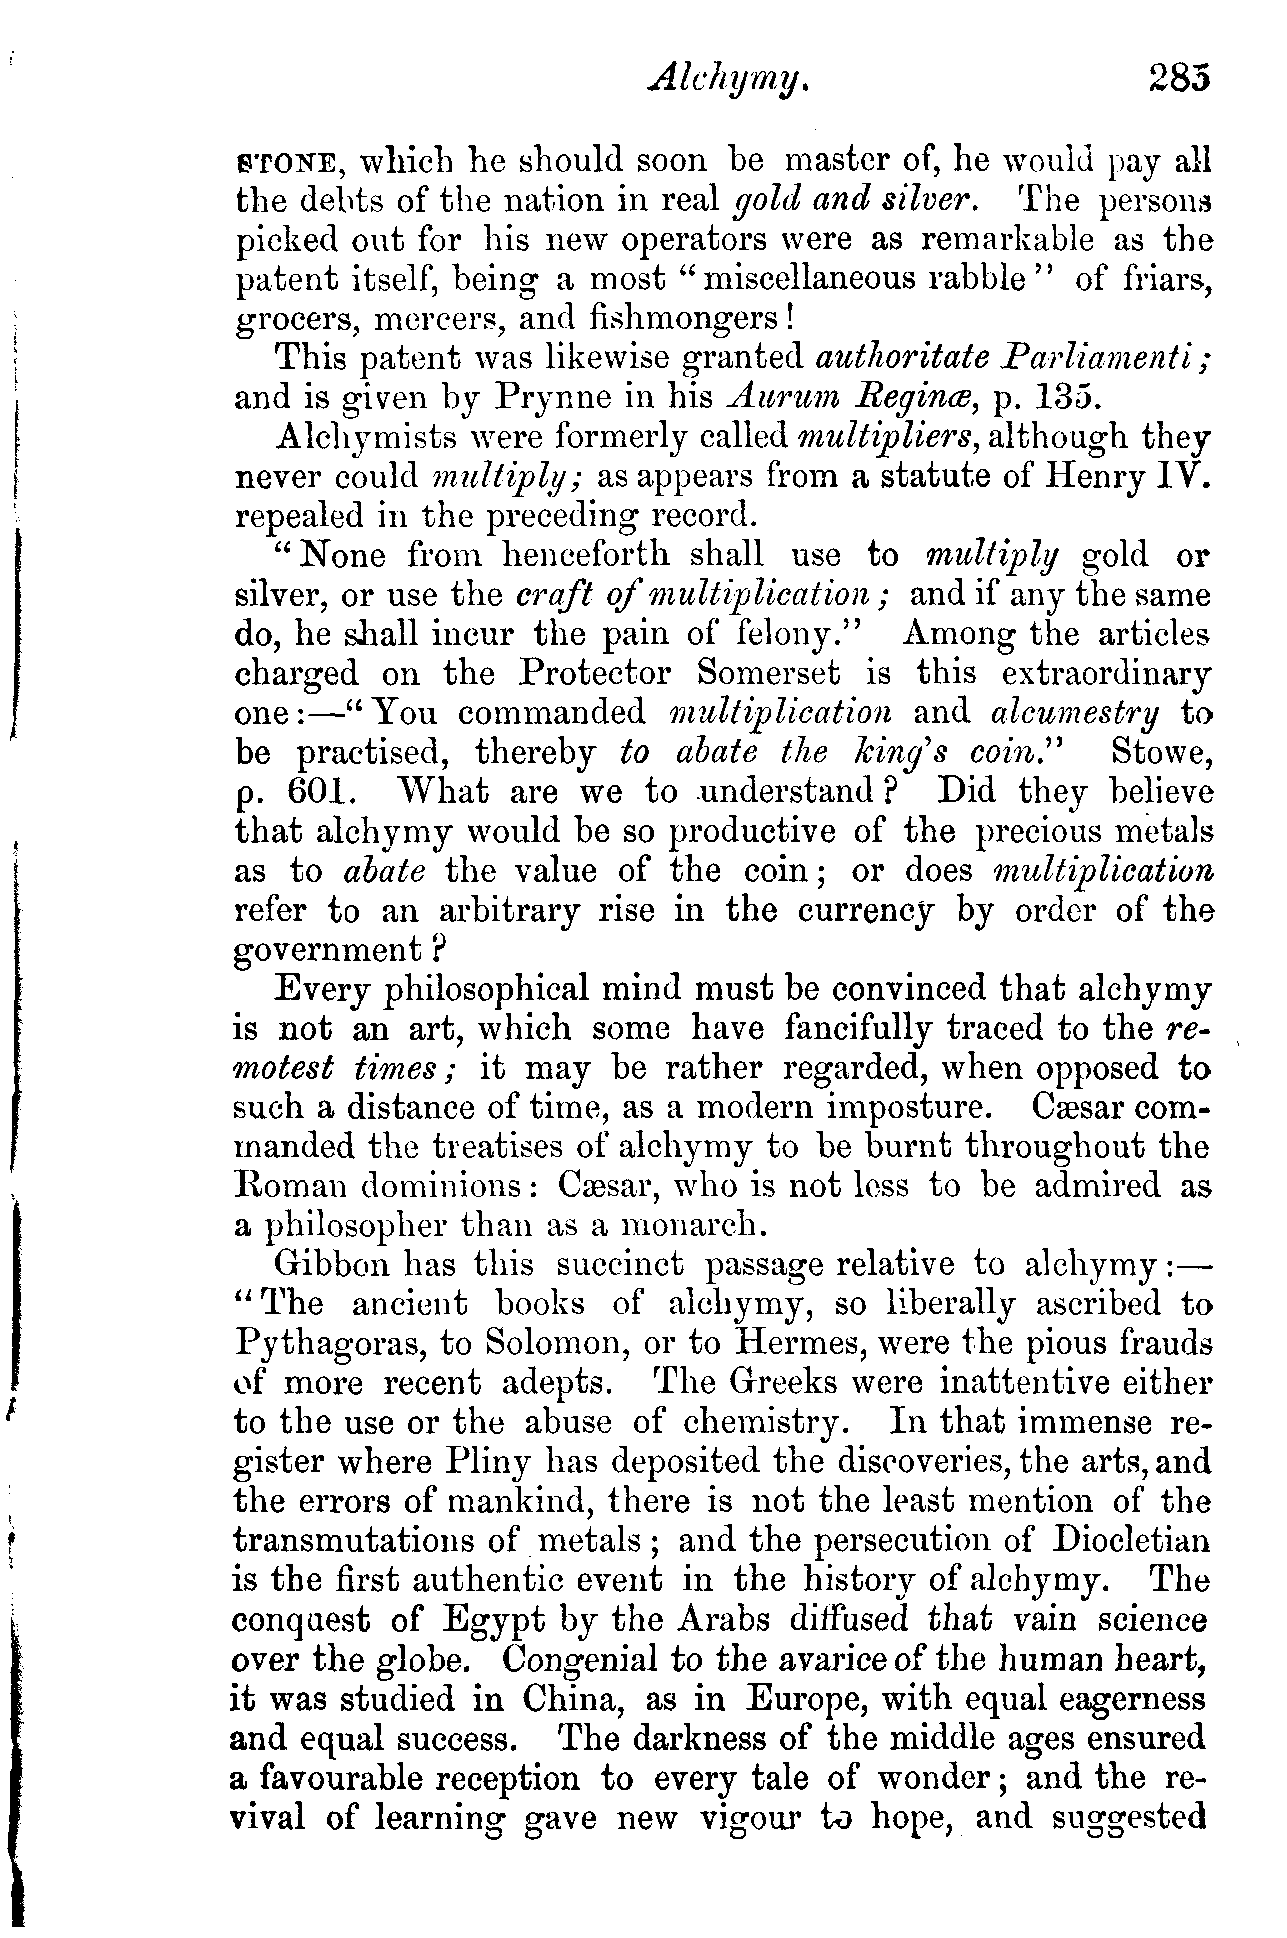 Alchymy. 285
STONE, which he should soon be master of, he would pay all
the debts of the nation in real gold and silver. The persons
picked out for his new operators were as remarkable as the
patent itself, being a most “miscellaneous rabble” of friars,
grocers, mercers, and fishmongers!
This patent was likewise granted authoritate Parliamenti;
and is given by Prynne in his Aurum Reginæ, p. 135.
Alchymists were formerly called multipliers, although they
never could multiply; as appears from a statute of Henry IV.
repealed in the preceding record.
“None from henceforth shall use to multiply gold or
silver, or use the craft of multiplication; and if any the same
do, he shall incur the pain of felony.” Among the articles
charged on the Protector Somerset is this extraordinary
one:—“You commanded multiplication and alcumestry to
be practised, thereby to abate the king's coin.” Stowe,
p. 601. What are we to understand? Did they believe
that alchymy would be so productive of the precious metals
as to abate the value of the coin; or does multiplication
refer to an arbitrary rise in the currency by order of the
government?
Every philosophical mind must be convinced that alchymy
is not an art, which some have fancifully traced to the re-
motest times; it may be rather regarded, when opposed to
such a distance of time, as a modern imposture. Cæsar com-
manded the treatises of alchymy to be burnt throughout the
Roman dominions: Cæsar, who is not less to be admired as
a philosopher than as a monarch.
Gibbon has this succinct passage relative to alchymy:—
“The ancient books of alchymy, so liberally ascribed to
Pythagoras, to Solomon, or to Hermes, were the pious frauds
of more recent adepts. The Greeks were inattentive either
to the use or the abuse of chemistry. In that immense re-
gister where Pliny has deposited the discoveries, the arts, and
the errors of mankind, there is not the least mention of the
transmutations of metals; and the persecution of Diocletian
is the first authentic event in the history of alchymy. The
conquest of Egypt by the Arabs diffused that vain science
over the globe. Congenial to the avarice of the human heart,
it was studied in China, as in Europe, with equal eagerness
and equal success. The darkness of the middle ages ensured
a favourable reception to every tale of wonder; and the re-
vival of learning gave new vigour to hope, and suggested